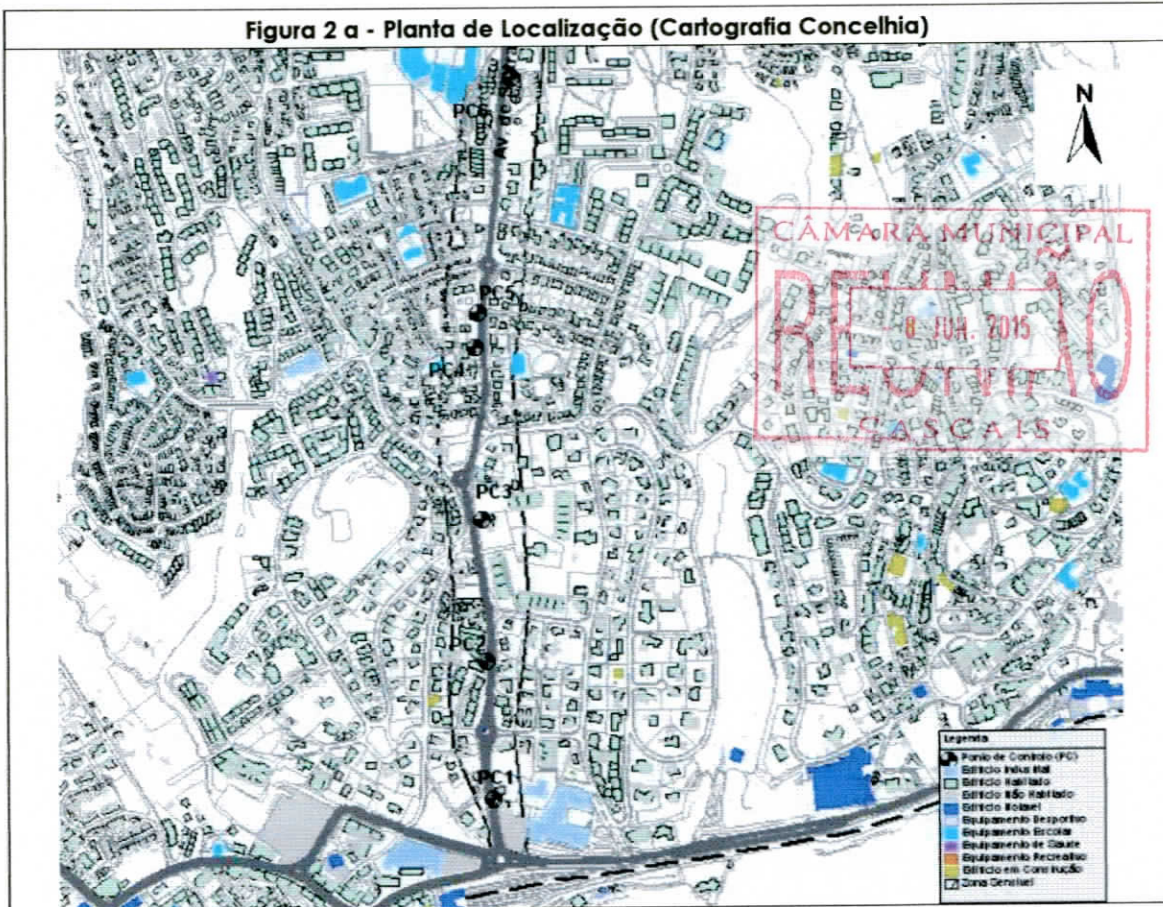 Figura 2 a - Planta de Localização (Cartografia Concelhia)
N
PC6
CÂMARA MUNICIPAL
REUNIÃO
8 JUN. 2015
CASCAIS
PC5
PC4
PC3
PC2
PC1
Legenda
Ponto de Controlo (PC)
Edifício Industrial
Edifício Habitado
Edifício Não Habitado
Edifício Notável
Equipamento Desportivo
Equipamento Escolar
Equipamento de Saúde
Equipamento Recreativo
Edifício em Construção
Zona Sensível